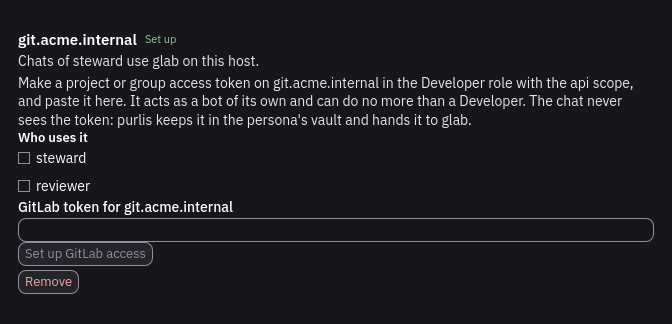 git.acme.internal Set up
Chats of steward use glab on this host.
Make a project or group access token on git.acme.internal in the Developer role with the api scope,
and paste it here. It acts as a bot of its own and can do no more than a Developer. The chat never
sees the token: purlis keeps it in the persona's vault and hands it to glab.
Who uses it
steward
reviewer
GitLab token for git.acme.internal
Set up GitLab access
Remove